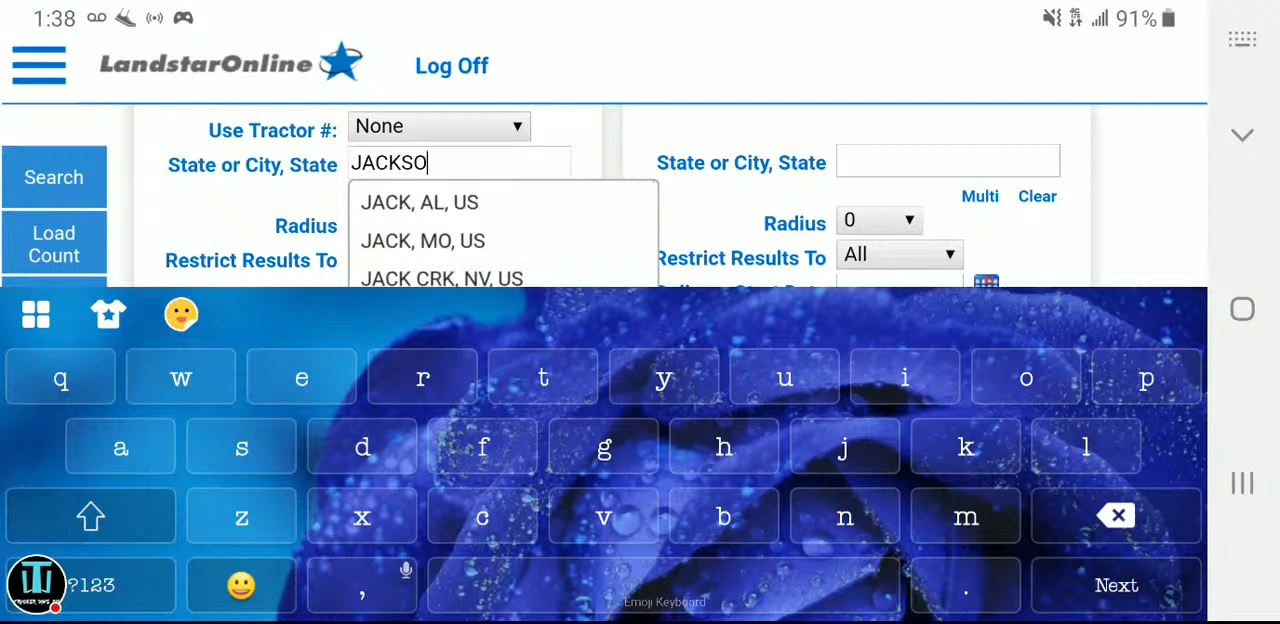 1:38 91%
LandstarOnline Log Off
Use Tractor #: None
State or City, State JACKSO
JACK, AL, US
JACK, MO, US
JACK CRK, NV, US
Radius
Restrict Results To
State or City, State
Multi Clear
Radius 0
Restrict Results To All
Search
Load
Count
q w e r t y u i o p
a s d f g h j k l
z x c v b n m
?123 , . Next
Emoji Keyboard